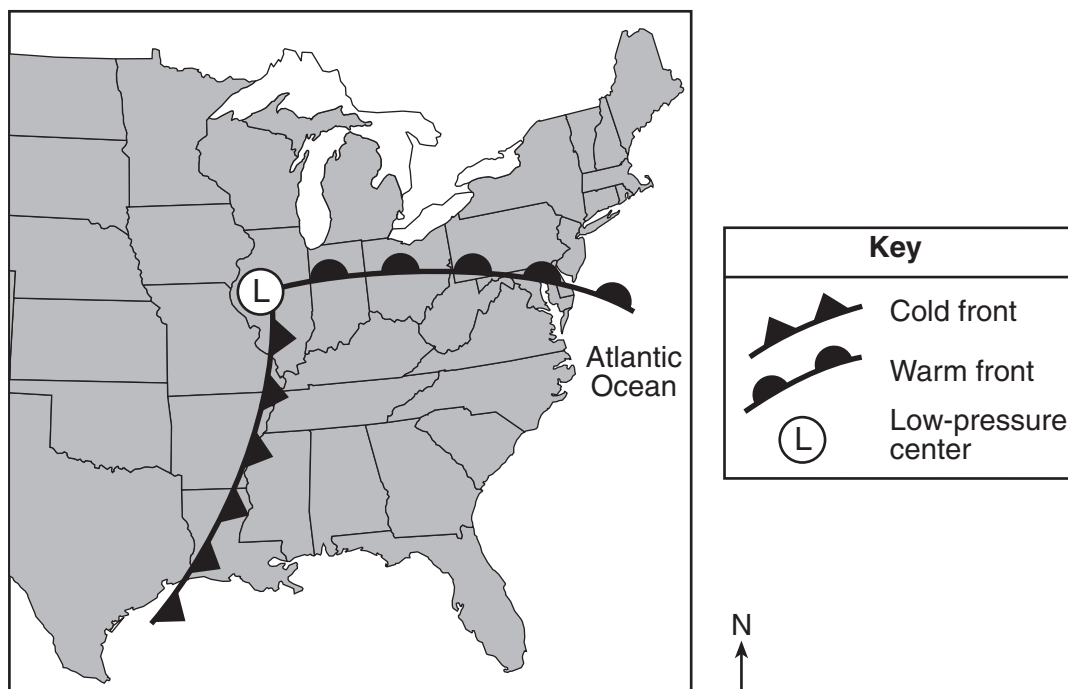 L
Atlantic
Ocean
Key
Cold front
Warm front
L
Low-pressure
center
N